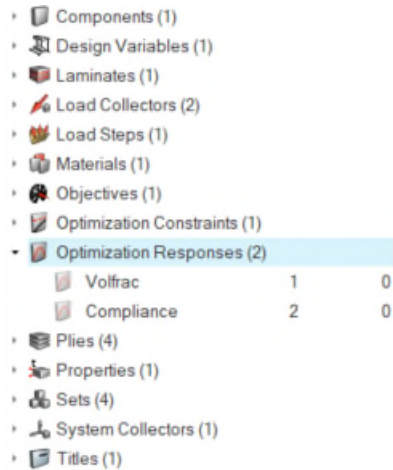 Components (1)
Design Variables (1)
Laminates (1)
Load Collectors (2)
Load Steps (1)
Materials (1)
Objectives (1)
Optimization Constraints (1)
Optimization Responses (2)
Volfrac 1 0
Compliance 2 0
Plies (4)
Properties (1)
Sets (4)
System Collectors (1)
Titles (1)